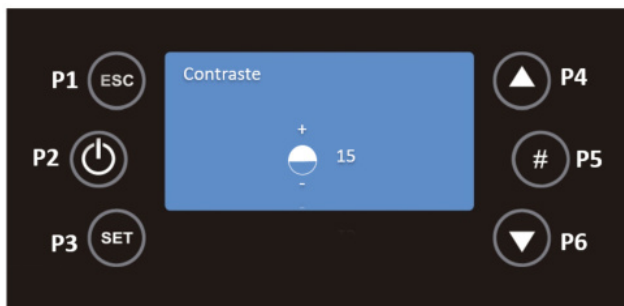 Contraste
P1 ESC
P4
+
15
P2
# P5
-
P3 SET
P6